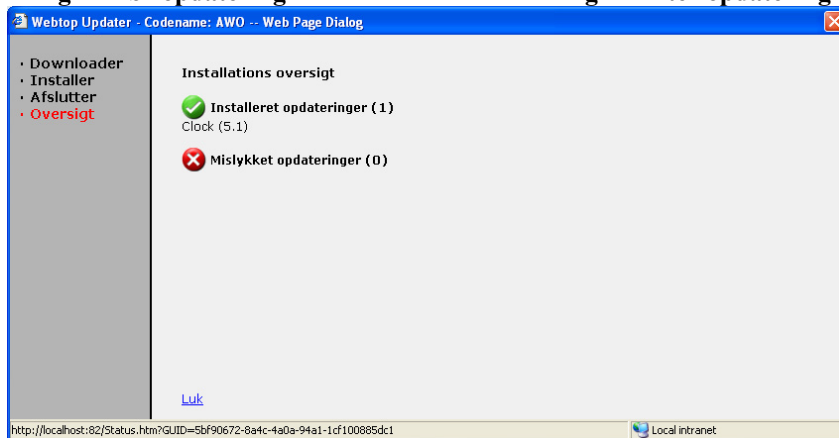 Webtop Updater - Codename: AWO -- Web Page Dialog
· Downloader
· Installer
· Afslutter
· Oversigt
Installations oversigt
Installeret opdateringer (1)
Clock (5.1)
Mislykket opdateringer (0)
Luk
http://localhost:82/Status.htm?GUID=5bf90672-8a4c-4a0a-94a1-1cf100885dc1
Local intranet